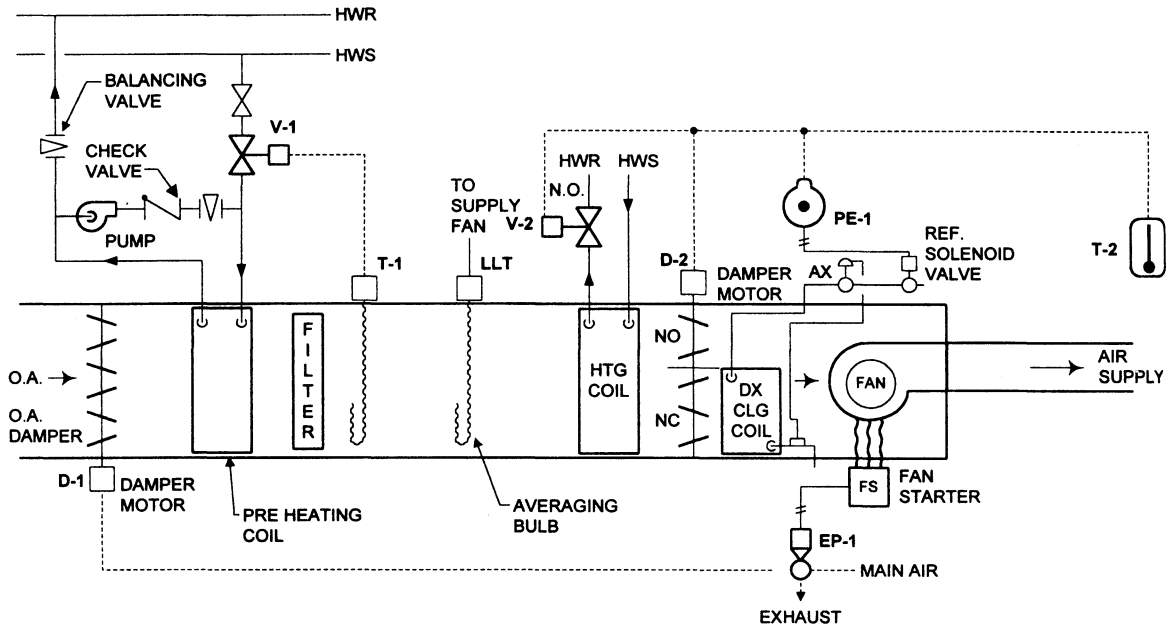 HWR
HWS
BALANCING
VALVE
V-1
CHECK
VALVE
PUMP
TO
SUPPLY
FAN
HWR
HWS
N.O.
V-2
PE-1
REF.
SOLENOID
VALVE
T-2
T-1
LLT
D-2
DAMPER
MOTOR
AX
O.A.
O.A.
DAMPER
FILTER
HTG
COIL
NO
NC
DX
CLG
COIL
FAN
AIR
SUPPLY
D-1
DAMPER
MOTOR
PRE HEATING
COIL
AVERAGING
BULB
FS
FAN
STARTER
EP-1
MAIN AIR
EXHAUST